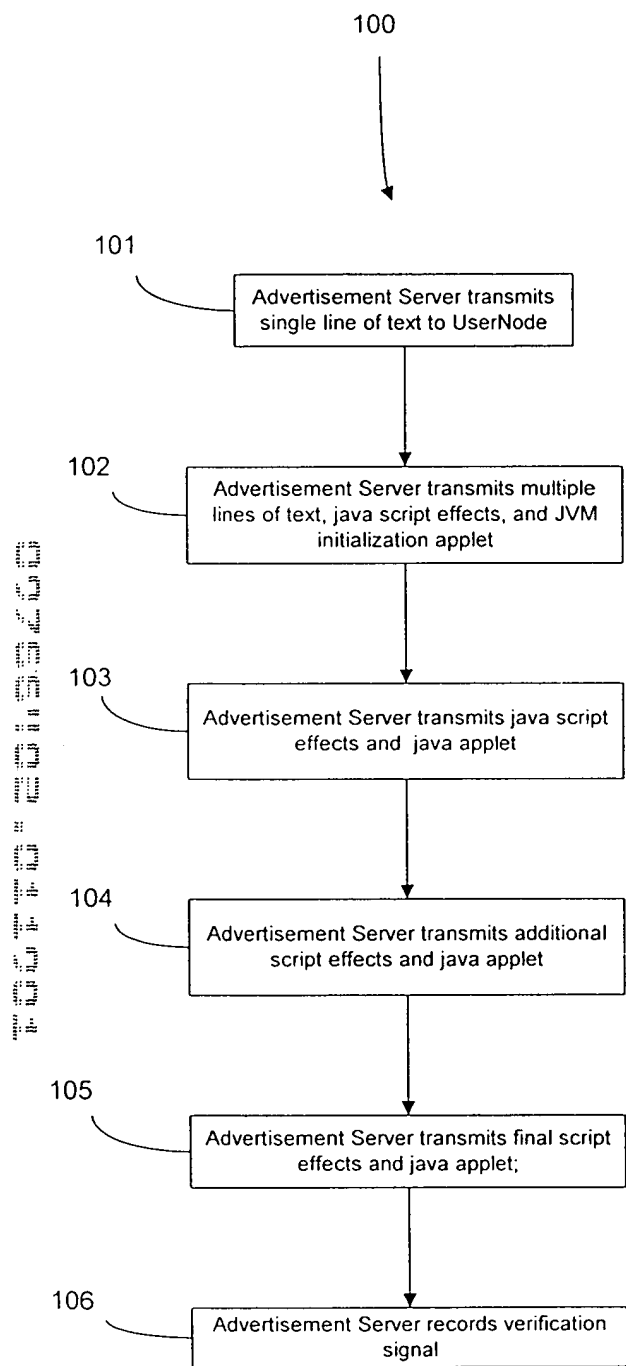 100
101
Advertisement Server transmits
single line of text to UserNode
102
Advertisement Server transmits multiple
lines of text, java script effects, and JVM
initialization applet
103
Advertisement Server transmits java script
effects and java applet
104
Advertisement Server transmits additional
script effects and java applet
105
Advertisement Server transmits final script
effects and java applet;
106
Advertisement Server records verification
signal